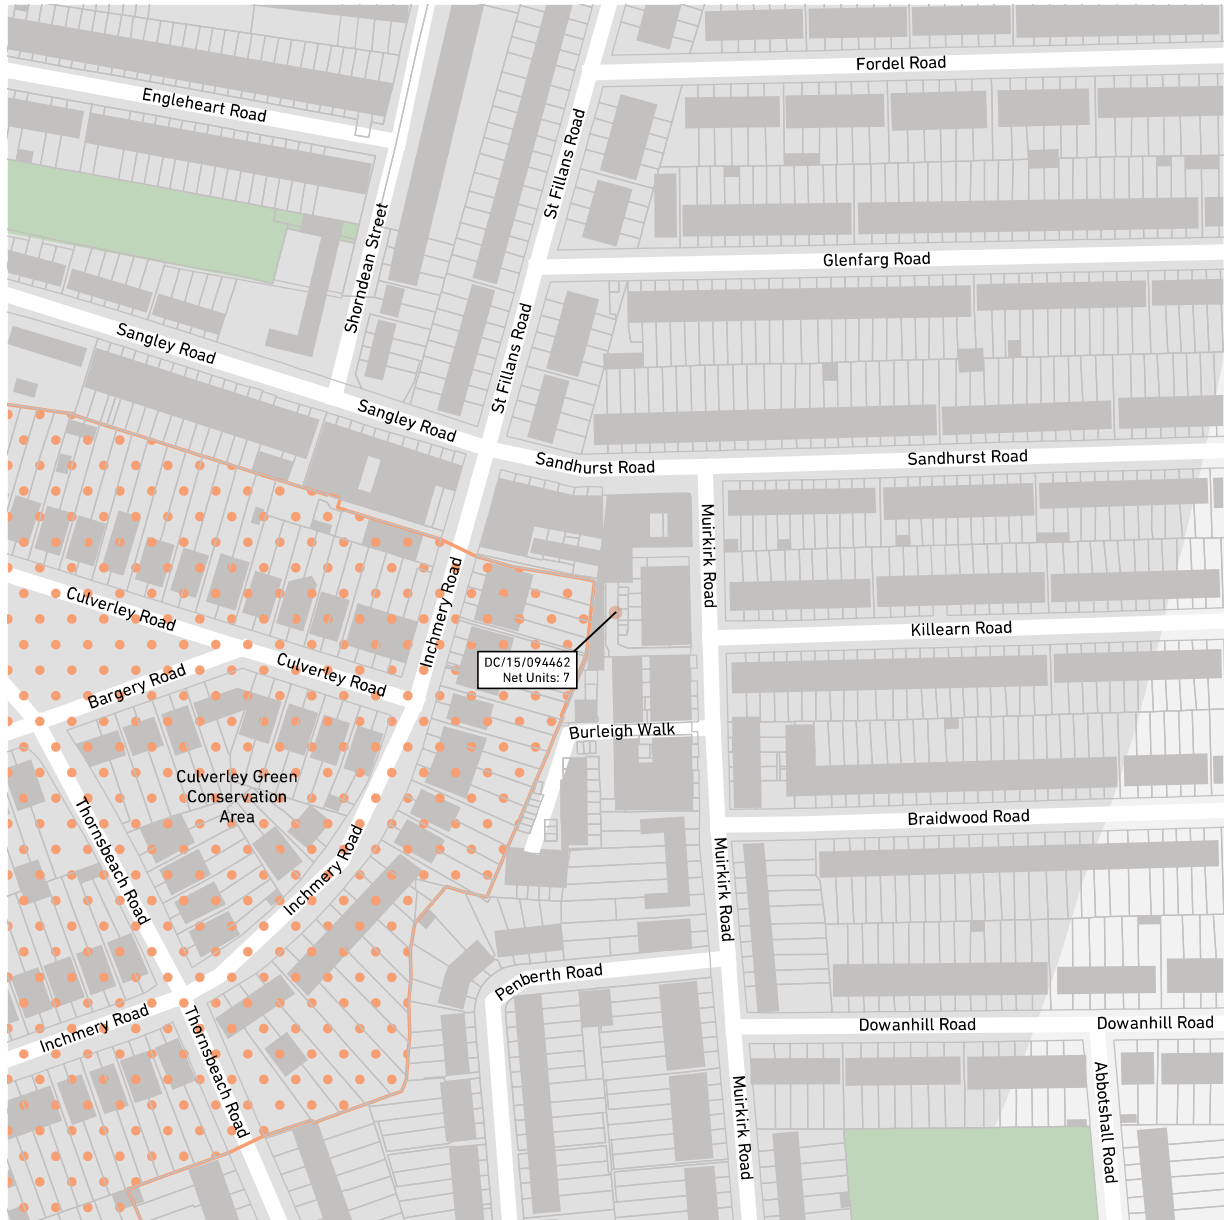 Fordel Road
Engleheart Road
St Fillans Road
Shorndean Street
Glenfarg Road
Sangley Road
St Fillans Road
Sangley Road
Sandhurst Road
Sandhurst Road
Muirkirk Road
Culverley Road
Inchmery Road
Killearn Road
DC/15/094462
Net Units: 7
Culverley Road
Bargery Road
Burleigh Walk
Culverley Green
Conservation
Area
Braidwood Road
Thornsbeach Road
Inchmery Road
Muirkirk Road
Penberth Road
Inchmery Road
Thornsbeach Road
Dowanhill Road
Dowanhill Road
Muirkirk Road
Abbotshall Road